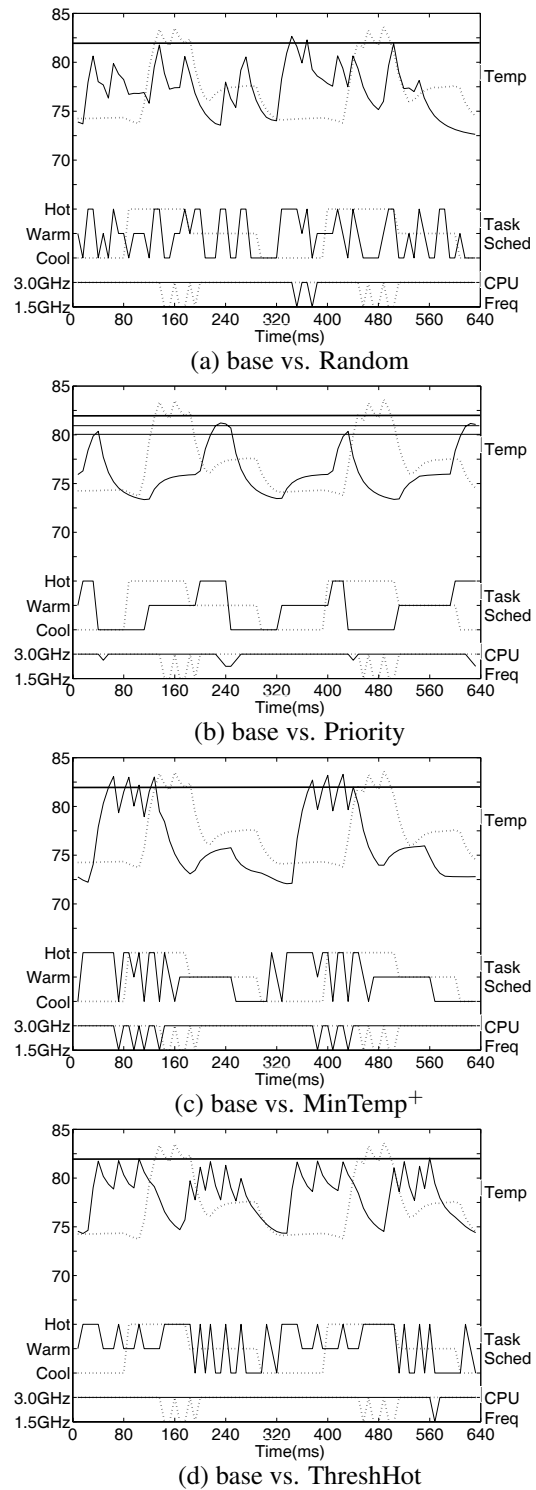 85
80
75
70
Temp
Hot
Warm
Cool
Task
Sched
3.0GHz
1.5GHz
CPU
Freq
0 80 160 240 320 400 480 560 640
Time(ms)
(a) base vs. Random
85
80
75
70
Temp
Hot
Warm
Cool
Task
Sched
3.0GHz
1.5GHz
CPU
Freq
0 80 160 240 320 400 480 560 640
Time(ms)
(b) base vs. Priority
85
80
75
70
Temp
Hot
Warm
Cool
Task
Sched
3.0GHz
1.5GHz
CPU
Freq
0 80 160 240 320 400 480 560 640
Time(ms)
(c) base vs. MinTemp+
85
80
75
70
Temp
Hot
Warm
Cool
Task
Sched
3.0GHz
1.5GHz
CPU
Freq
0 80 160 240 320 400 480 560 640
Time(ms)
(d) base vs. ThreshHot